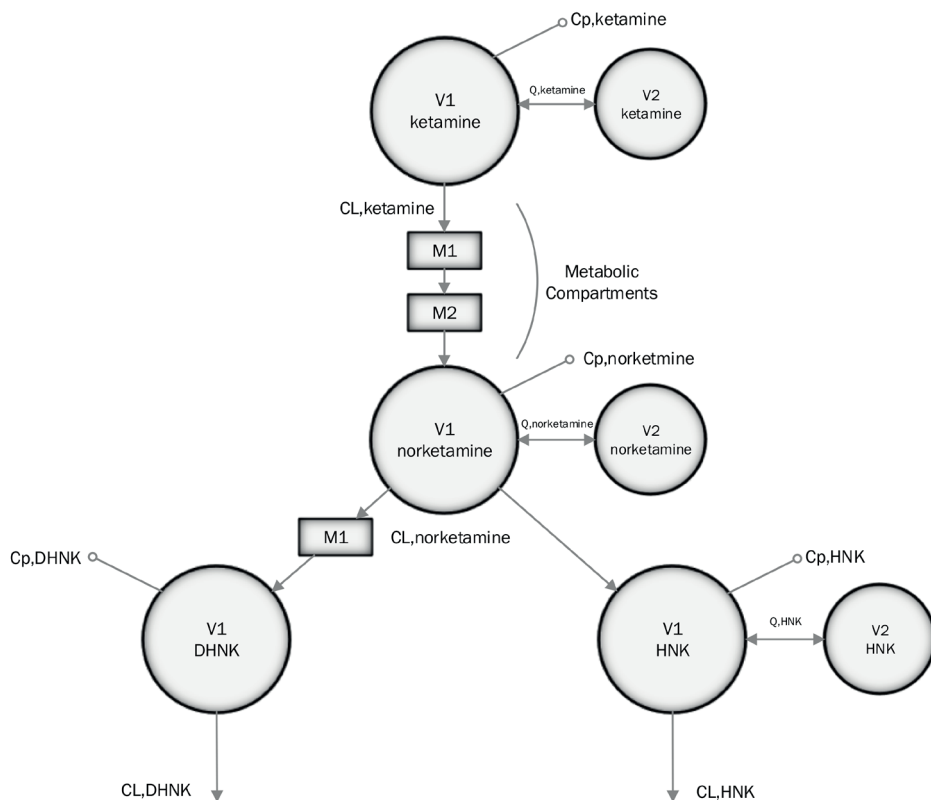 Cp,ketamine
V1
ketamine
Q,ketamine
V2
ketamine
CL,ketamine
M1
Metabolic
Compartments
M2
Cp,norketmine
V1
norketamine
Q,norketamine
V2
norketamine
M1
CL,norketamine
Cp,DHNK
Cp,HNK
V1
DHNK
V1
HNK
Q,HNK
V2
HNK
CL,DHNK
CL,HNK